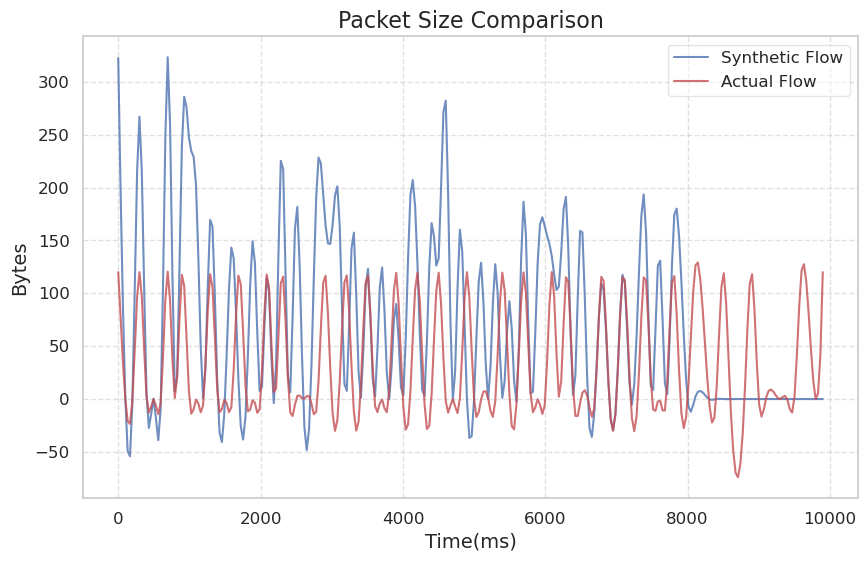 Packet Size Comparison
Synthetic Flow
Actual Flow
Bytes
300
250
200
150
100
50
0
−50
0 2000 4000 6000 8000 10000
Time(ms)